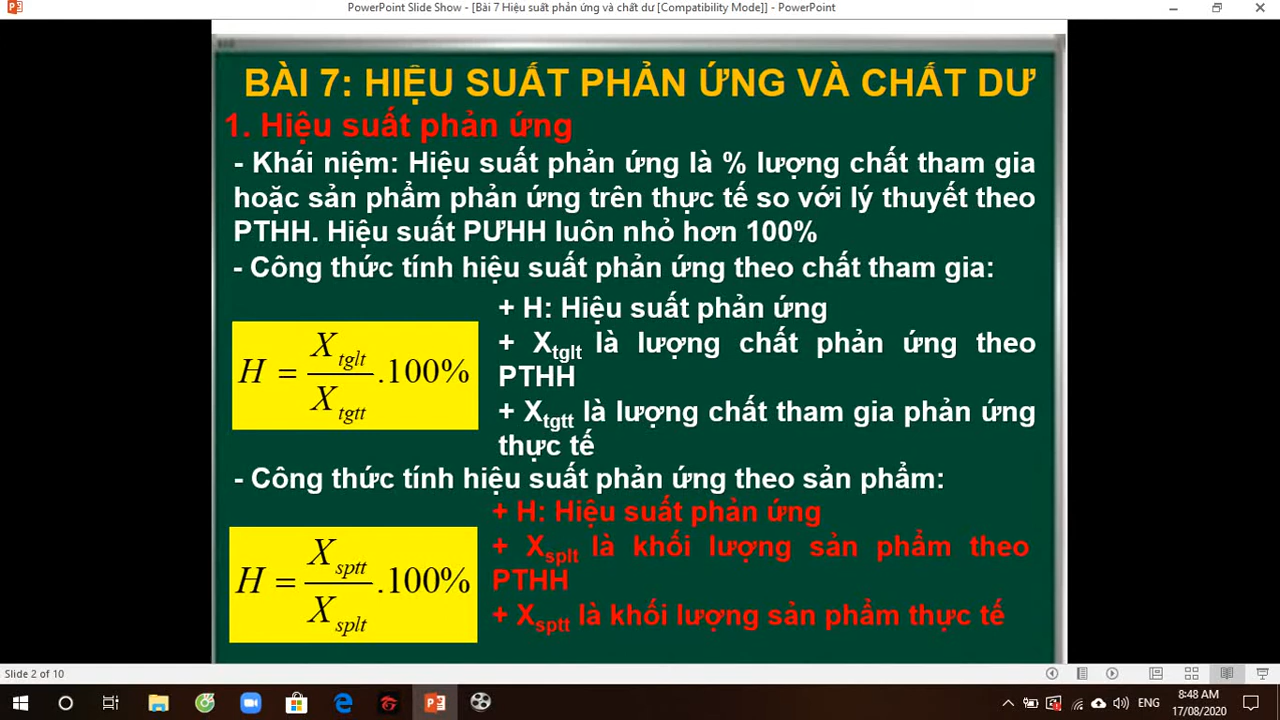 PowerPoint Slide Show - [Bài 7 Hiệu suất phản ứng và chất dư [Compatibility Mode]] - PowerPoint
BÀI 7: HIỆU SUẤT PHẢN ỨNG VÀ CHẤT DƯ
1. Hiệu suất phản ứng
- Khái niệm: Hiệu suất phản ứng là % lượng chất tham gia
hoặc sản phẩm phản ứng trên thực tế so với lý thuyết theo
PTHH. Hiệu suất PƯHH luôn nhỏ hơn 100%
- Công thức tính hiệu suất phản ứng theo chất tham gia:
H = X_tglt / X_tgtt .100%
+ H: Hiệu suất phản ứng
+ Xtglt là lượng chất phản ứng theo
PTHH
+ Xtgtt là lượng chất tham gia phản ứng
thực tế
- Công thức tính hiệu suất phản ứng theo sản phẩm:
H = X_sptt / X_splt .100%
+ H: Hiệu suất phản ứng
+ Xsplt là khối lượng sản phẩm theo
PTHH
+ Xsptt là khối lượng sản phẩm thực tế
Slide 2 of 10
ENG
8:48 AM
17/08/2020